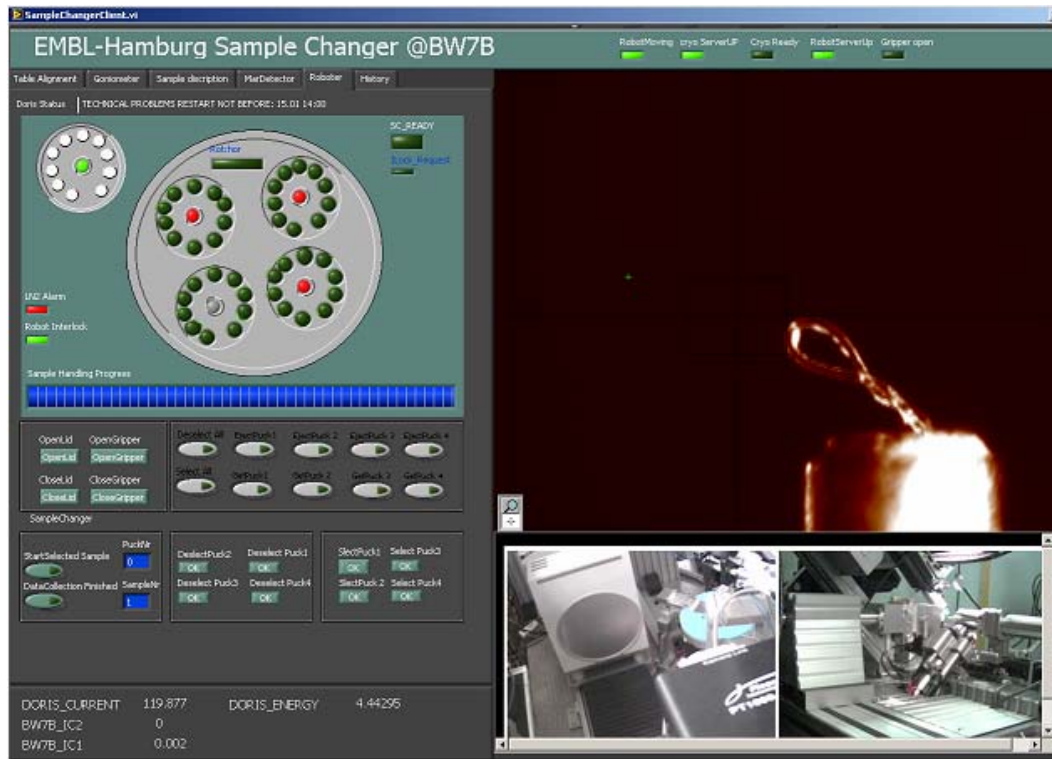 SampleChangerClient.vi
EMBL-Hamburg Sample Changer @BW7B
RobotMoving cryo ServerUP Cryo Ready RobotServerUp Gripper open
Table Alignment Goniometer Sample discription MarDetector Roboter History
Doris Status TECHNICAL PROBLEMS RESTART NOT BEFORE: 15.01 14:00
SC_READY
ILock_Request
LN2 Alarm
Robot Interlock
Sample Handling Progress
OpenLid OpenGripper
OpenLid OpenGripper
CloseLid CloseGripper
CloseLid CloseGripper
Deselect All EjectPuck1 EjectPuck 2 EjectPuck 3 EjectPuck 4
Select All GetPuck1 GetPuck 2 GetPuck 3 GetPuck 4
SampleChanger
PuckNr
StartSelected Sample 0
DataCollection Finished SampleNr
1
DeslectPuck2 Deselect Puck1
OK OK
Deselect Puck3 Deselect Puck4
OK OK
SlectPuck1 Select Puck3
OK OK
SlectPuck 2 Select Puck4
OK OK
DORIS_CURRENT 119.877 DORIS_ENERGY 4.44295
BW7B_IC2 0
BW7B_IC1 0.002